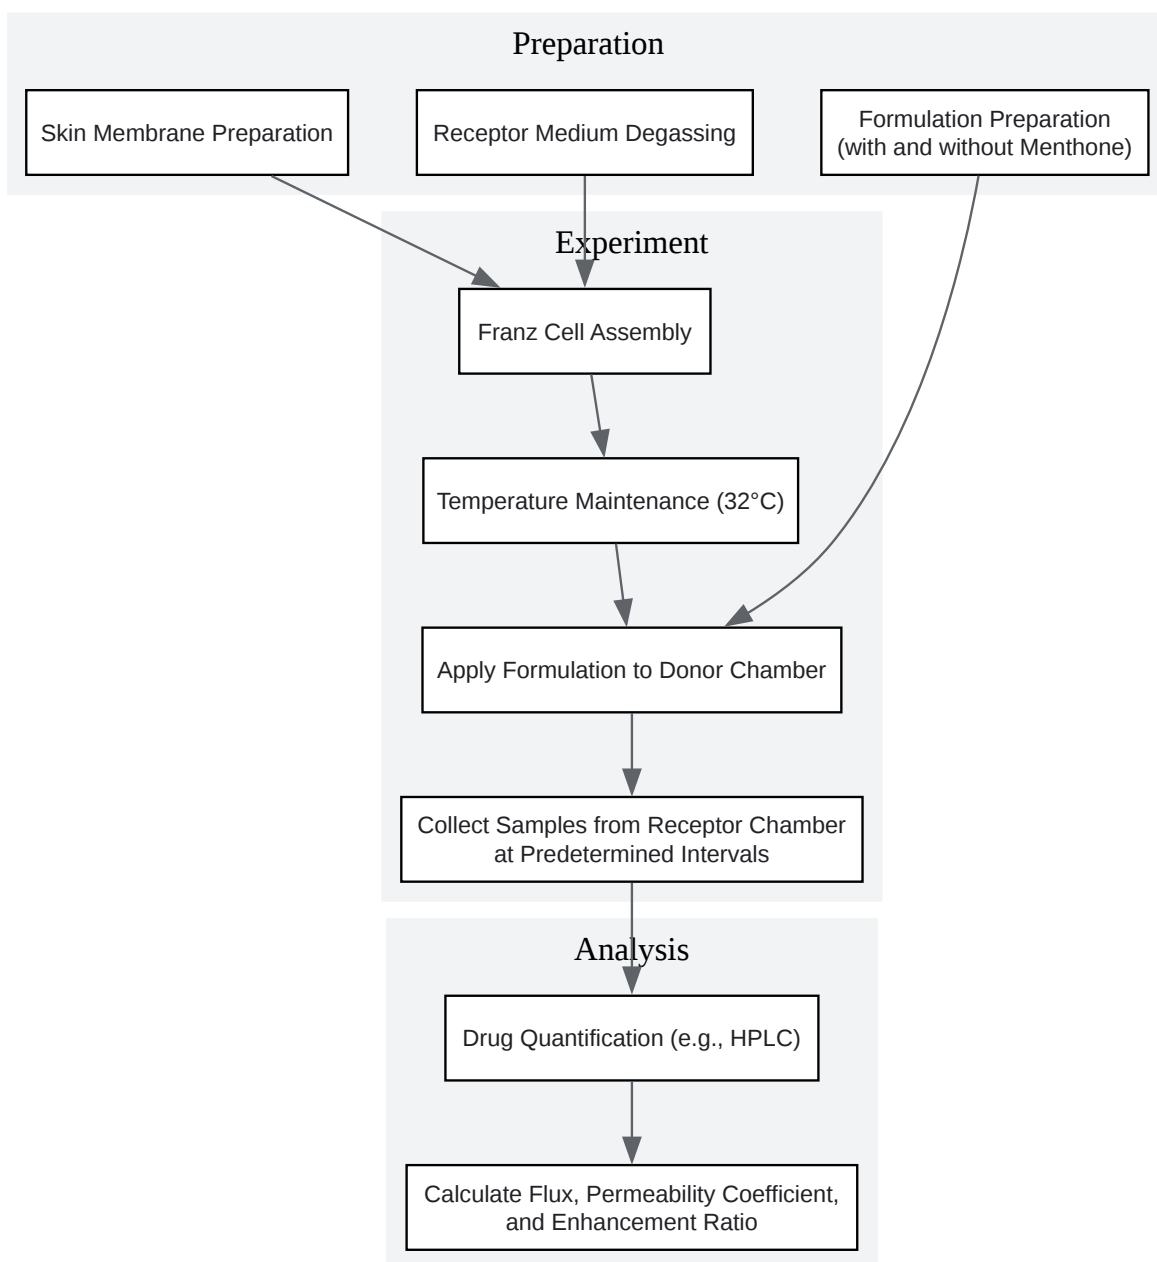 Preparation
Skin Membrane Preparation
Receptor Medium Degassing
Formulation Preparation
(with and without Menthone)
Experiment
Franz Cell Assembly
Temperature Maintenance (32°C)
Apply Formulation to Donor Chamber
Collect Samples from Receptor Chamber
at Predetermined Intervals
Analysis
Drug Quantification (e.g., HPLC)
Calculate Flux, Permeability Coefficient,
and Enhancement Ratio